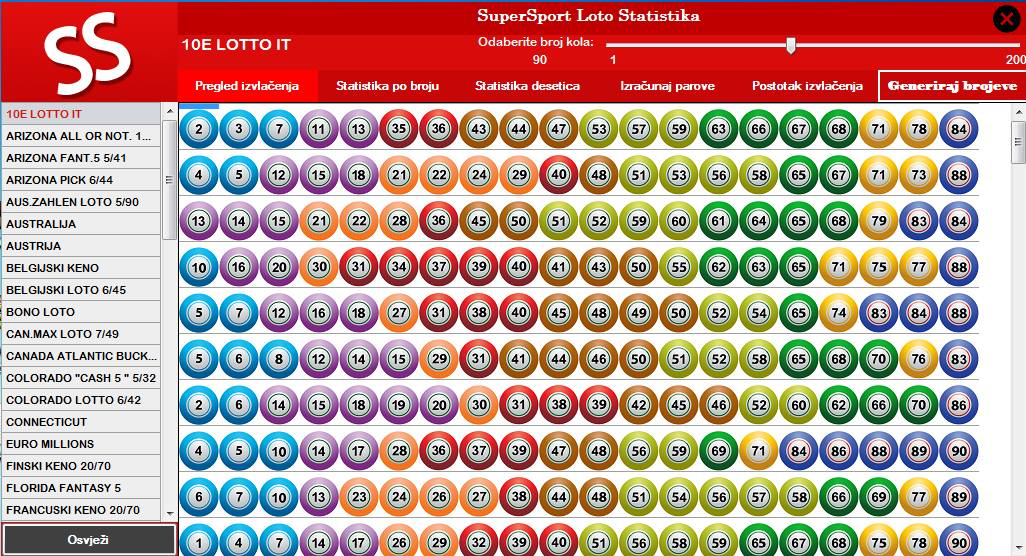 SS
SuperSport Loto Statistika
10E LOTTO IT
Odaberite broj kola:
90
1
200
Pregled izvlačenja
Statistika po broju
Statistika desetica
Izračunaj parove
Postotak izvlačenja
Generiraj brojeve
10E LOTTO IT
ARIZONA ALL OR NOT. 1...
ARIZONA FANT.5 5/41
ARIZONA PICK 6/44
AUS.ZAHLEN LOTO 5/90
AUSTRALIJA
AUSTRIJA
BELGIJSKI KENO
BELGIJSKI LOTO 6/45
BONO LOTO
CAN.MAX LOTO 7/49
CANADA ATLANTIC BUCK...
COLORADO "CASH 5 " 5/32
COLORADO LOTTO 6/42
CONNECTICUT
EURO MILLIONS
FINSKI KENO 20/70
FLORIDA FANTASY 5
FRANCUSKI KENO 20/70
Osvježi
2 3 7 11 13 35 36 43 44 47 53 57 59 63 66 67 68 71 78 84
4 5 12 15 18 21 22 24 29 40 48 51 53 56 58 65 67 71 73 88
13 14 15 21 22 28 36 45 50 51 52 59 60 61 64 65 68 79 83 84
10 16 20 30 31 34 37 39 40 41 43 50 55 62 63 65 71 75 77 88
5 7 12 16 18 27 31 38 40 45 48 49 50 52 54 65 74 83 84 88
5 6 8 12 14 15 29 31 41 44 46 50 51 52 58 65 68 70 76 83
2 6 14 15 18 19 20 30 31 38 39 42 45 46 52 60 62 66 70 86
4 5 10 14 17 28 36 37 39 47 48 56 59 69 71 84 86 88 89 90
6 7 10 13 23 24 26 27 38 44 48 51 54 56 57 58 66 69 77 89
1 4 7 14 16 26 29 32 39 40 51 54 56 59 65 67 68 75 78 90